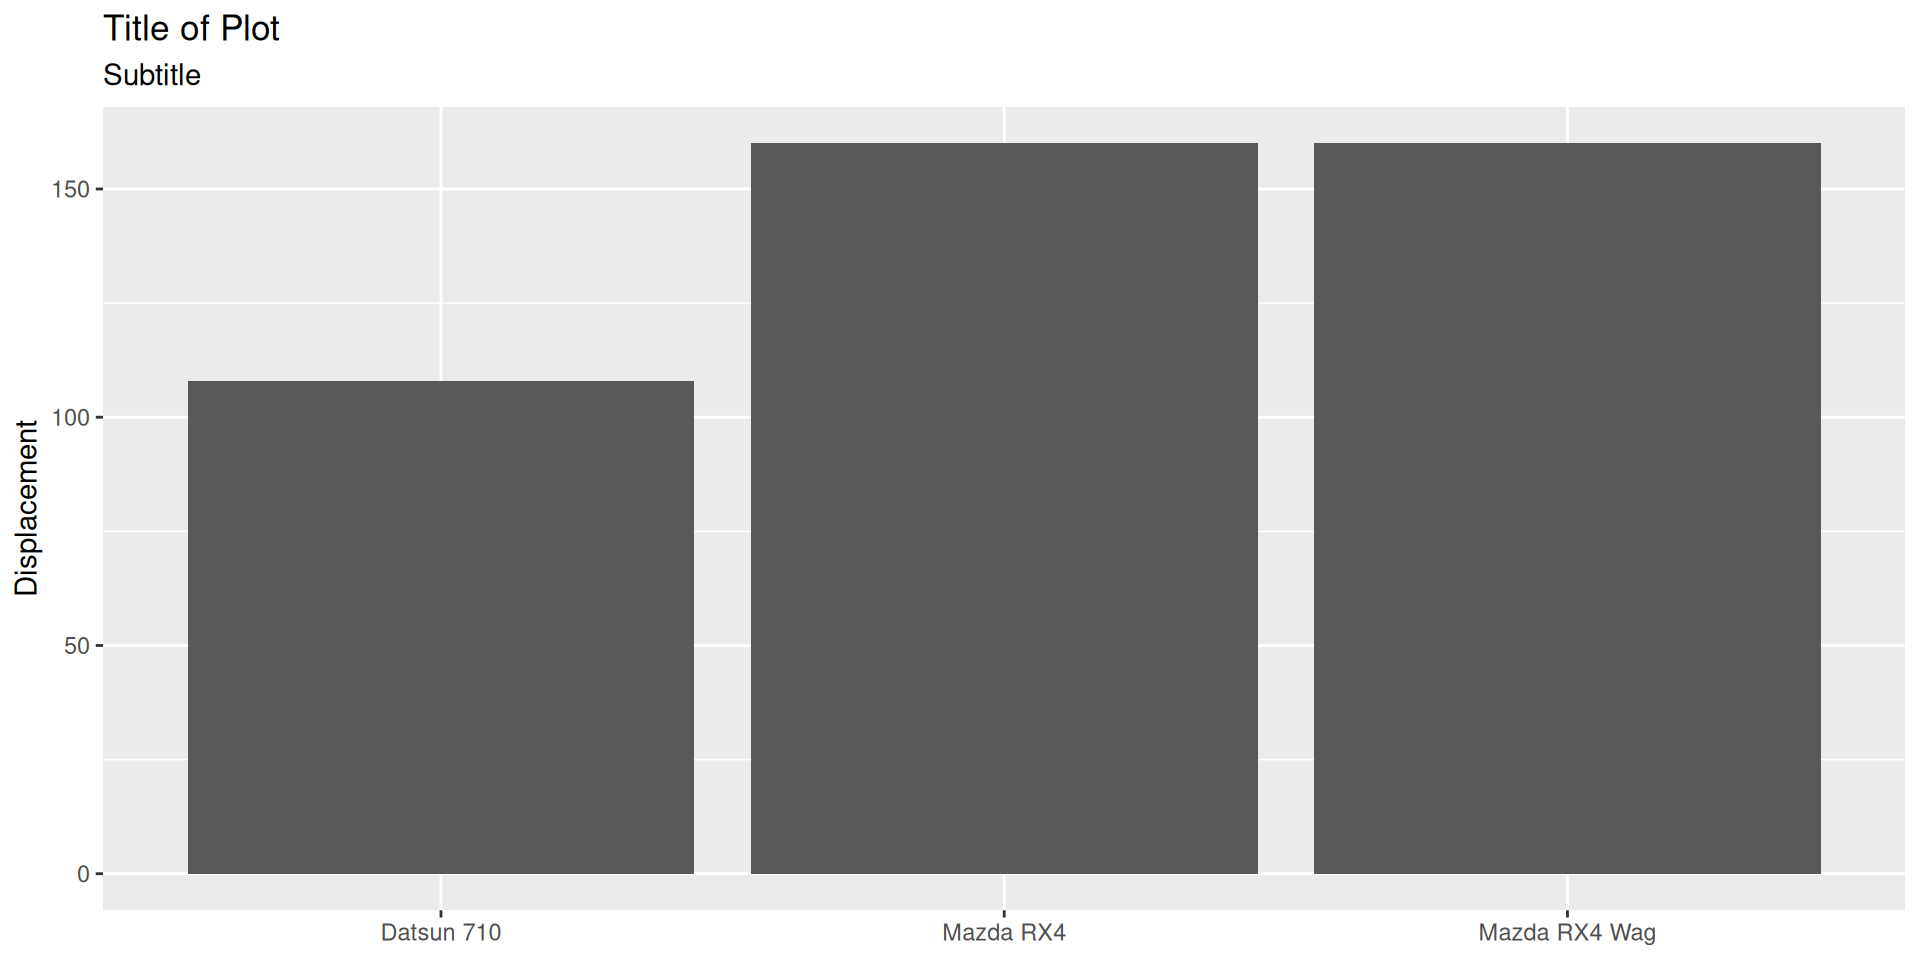 Title of Plot
Subtitle
Displacement
150
100
50
0
Datsun 710
Mazda RX4
Mazda RX4 Wag